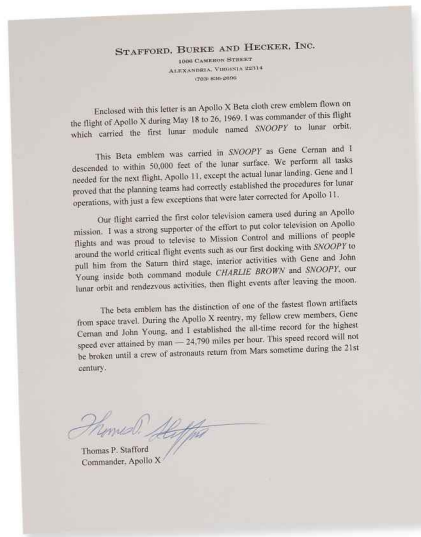 STAFFORD, BURKE AND HECKER, INC.
1006 CAMERON STREET
ALEXANDRIA, VIRGINIA 22314
(703) 836-2696
Enclosed with this letter is an Apollo X Beta cloth crew emblem flown on
the flight of Apollo X during May 18 to 26, 1969. I was commander of this flight
which carried the first lunar module named SNOOPY to lunar orbit.
This Beta emblem was carried in SNOOPY as Gene Cernan and I
descended to within 50,000 feet of the lunar surface. We perform all tasks
needed for the next flight, Apollo 11, except the actual lunar landing. Gene and I
proved that the planning teams had correctly established the procedures for lunar
operations, with just a few exceptions that were later corrected for Apollo 11.
Our flight carried the first color television camera used during an Apollo
mission. I was a strong supporter of the effort to put color television on Apollo
flights and was proud to televise to Mission Control and millions of people
around the world critical flight events such as our first docking with SNOOPY to
pull him from the Saturn third stage, interior activities with Gene and John
Young inside both command module CHARLIE BROWN and SNOOPY, our
lunar orbit and rendezvous activities, then flight events after leaving the moon.
The beta emblem has the distinction of one of the fastest flown artifacts
from space travel. During the Apollo X reentry, my fellow crew members, Gene
Cernan and John Young, and I established the all-time record for the highest
speed ever attained by man — 24,790 miles per hour. This speed record will not
be broken until a crew of astronauts return from Mars sometime during the 21st
century.
Thomas P. Stafford
Thomas P. Stafford
Commander, Apollo X